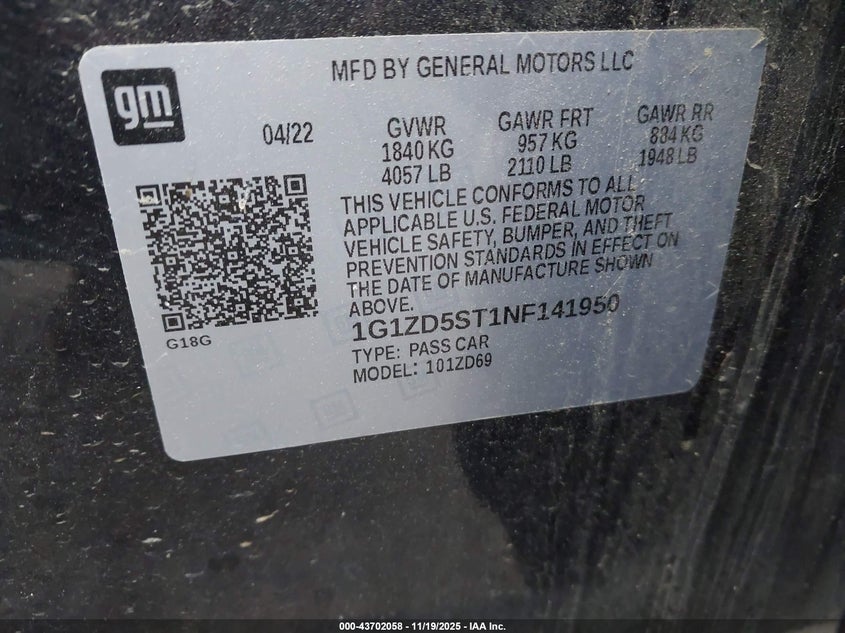 MFD BY GENERAL MOTORS LLC
gm
04/22
GVWR
1840 KG
4057 LB
GAWR FRT
957 KG
2110 LB
GAWR RR
884 KG
1948 LB
THIS VEHICLE CONFORMS TO ALL
APPLICABLE U.S. FEDERAL MOTOR
VEHICLE SAFETY, BUMPER, AND THEFT
PREVENTION STANDARDS IN EFFECT ON
THE DATE OF MANUFACTURE SHOWN
ABOVE.
1G1ZD5ST1NF141950
G18G
TYPE: PASS CAR
MODEL: 101ZD69
000-43702058 - 11/19/2025 - IAA Inc.